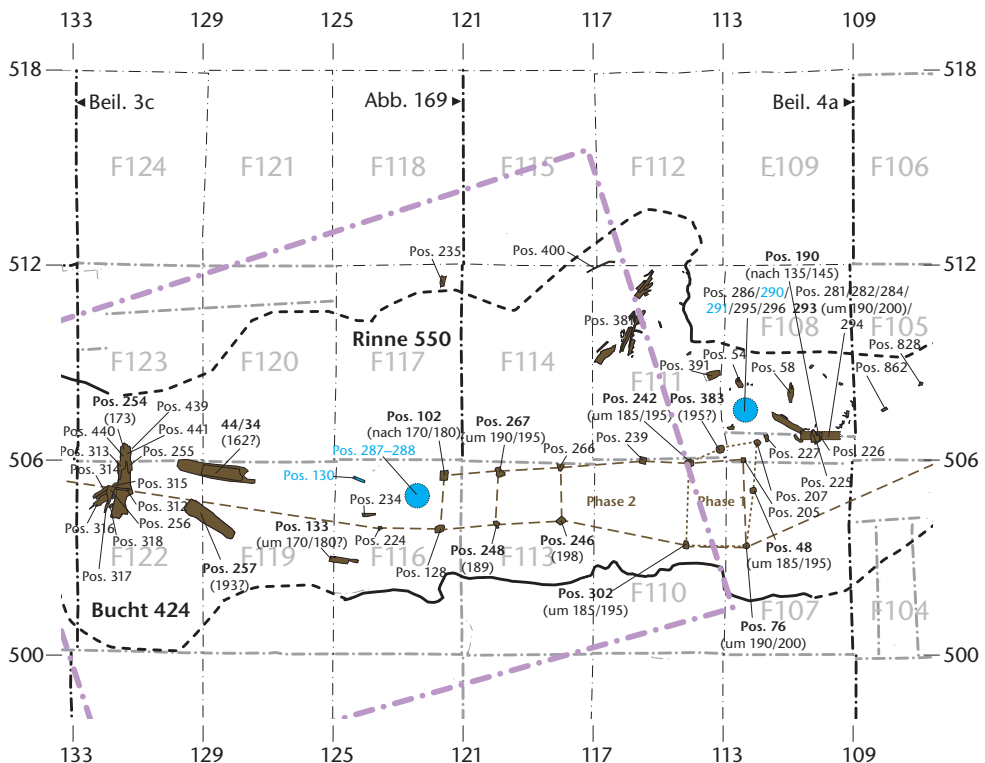 133 129 125 121 117 113 109
518 518
Beil. 3c
Abb. 169
Beil. 4a
F124 F121 F118 F115 F112 E109 F106
Pos. 235
Pos. 400
Pos. 190
(nach 135/145)
512 512
Pos. 286/290/
291/295/296
Pos. 281/282/284/
293 (um 190/200)/
294
Rinne 550
Pos. 381
F108 F105
Pos. 828
F123 F120 F117 F114 F111
Pos. 54
Pos. 391
Pos. 58
Pos. 862
Pos. 254
(173)
Pos. 439
Pos. 440
Pos. 441
44/34
(162?)
Pos. 102
(nach 170/180)
Pos. 267
(um 190/195)
Pos. 242
(um 185/195)
Pos. 383
(195?)
Pos. 313
Pos. 255
Pos. 287–288
Pos. 266
Pos. 239
Pos. 227
Pos. 226
506 506
Pos. 314
Pos. 315
Pos. 130
Pos. 225
Pos. 207
Pos. 205
Pos. 234
Phase 2
Phase 1
Pos. 312
Pos. 316
Pos. 256
Pos. 318
Pos. 133
(um 170/180?)
Pos. 224
Pos. 248
(189)
Pos. 246
(198)
Pos. 48
(um 185/195)
F122 F119 F116 F113
Pos. 317
Pos. 257
(193?)
Pos. 128
Pos. 302
(um 185/195)
F110 F107 F104
Bucht 424
Pos. 76
(um 190/200)
500 500
133 129 125 121 117 113 109